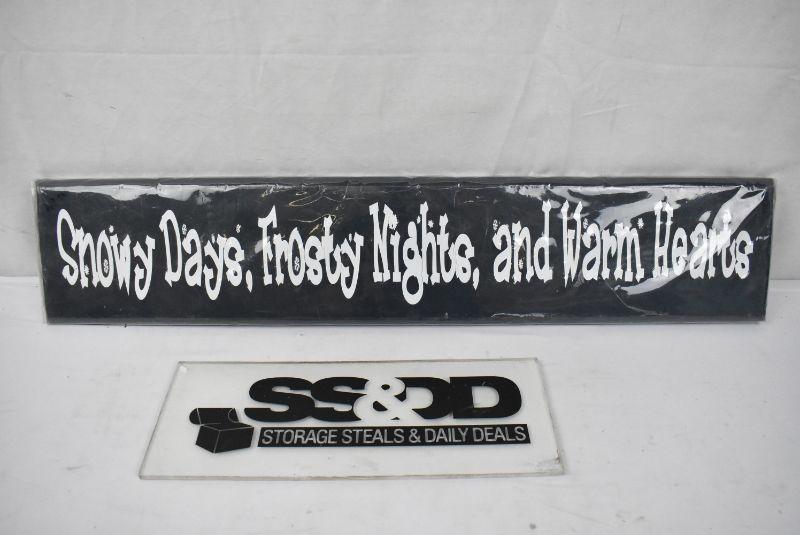 Snowy Days, Frosty Nights, and Warm Hearts
SS&DD
STORAGE STEALS & DAILY DEALS